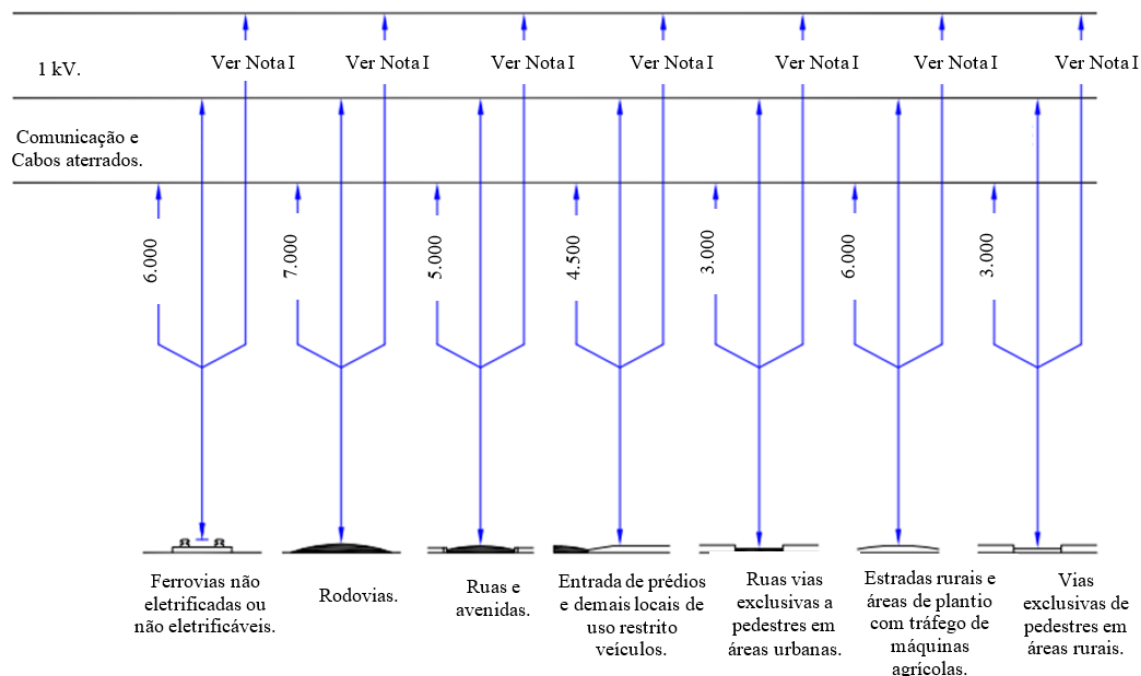 Ver Nota I
Ver Nota I
Ver Nota I
Ver Nota I
Ver Nota I
Ver Nota I
Ver Nota I
1 kV.
Comunicação e
Cabos aterrados.
6.000
7.000
5.000
4.500
3.000
6.000
3.000
Ferrovias não
eletrificadas ou
não eletrificáveis.
Rodovias.
Ruas e
avenidas.
Entrada de prédios
e demais locais de
uso restrito
veículos.
Ruas vias
exclusivas a
pedestres em
áreas urbanas.
Estradas rurais e
áreas de plantio
com tráfego de
máquinas
agrícolas.
Vias
exclusivas de
pedestres em
áreas rurais.